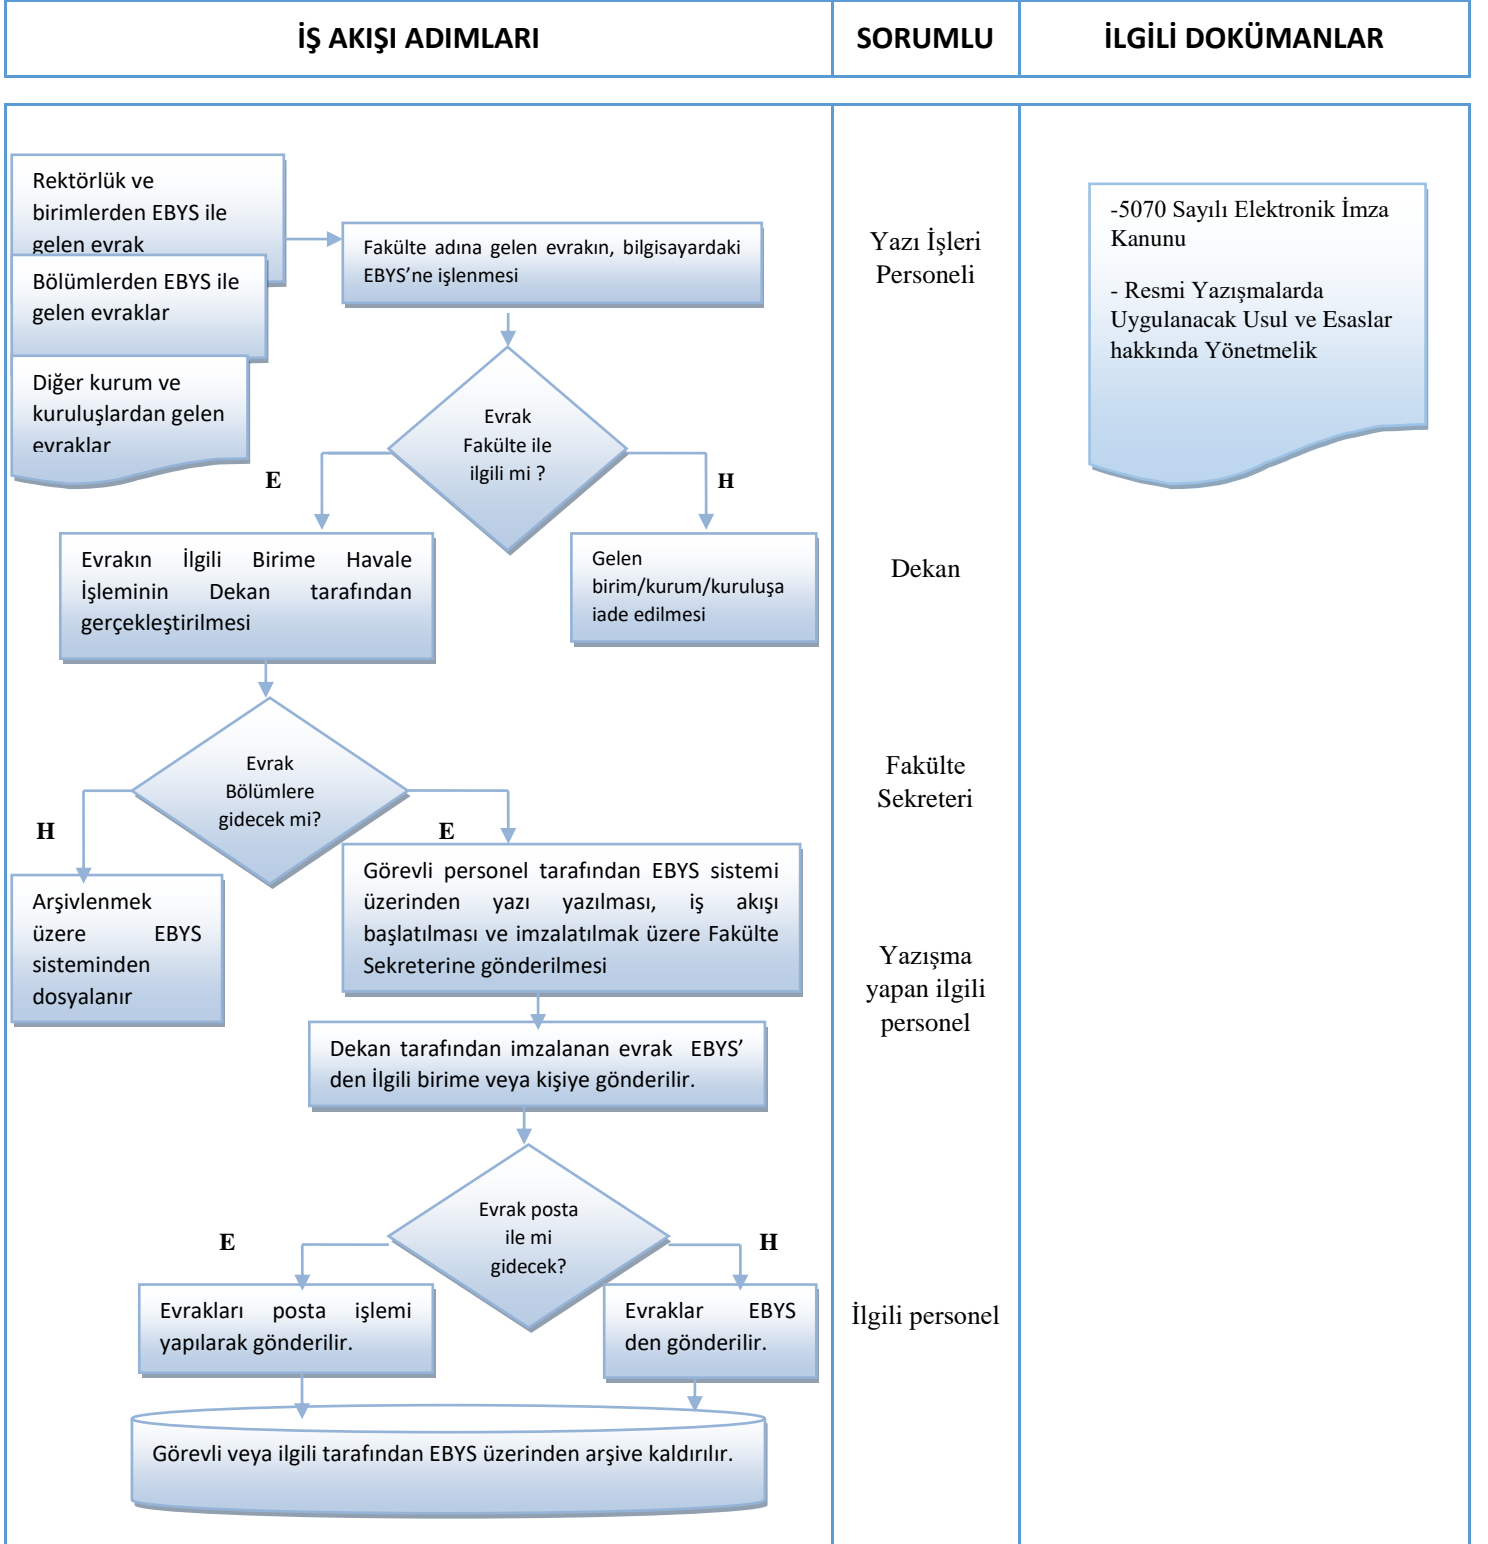 İŞ AKIŞI ADIMLARI
SORUMLU
İLGİLİ DOKÜMANLAR
Rektörlük ve
birimlerden EBYS ile
gelen evrak
Bölümlerden EBYS ile
gelen evraklar
Diğer kurum ve
kuruluşlardan gelen
evraklar
Fakülte adına gelen evrakın, bilgisayardaki
EBYS’ne işlenmesi
Evrak
Fakülte ile
ilgili mi ?
E
H
Evrakın İlgili Birime Havale
İşleminin Dekan tarafından
gerçekleştirilmesi
Gelen
birim/kurum/kuruluşa
iade edilmesi
Evrak
Bölümlere
gidecek mi?
H
E
Arşivlenmek
üzere EBYS
sisteminden
dosyalanır
Görevli personel tarafından EBYS sistemi
üzerinden yazı yazılması, iş akışı
başlatılması ve imzalatılmak üzere Fakülte
Sekreterine gönderilmesi
Dekan tarafından imzalanan evrak EBYS’
den İlgili birime veya kişiye gönderilir.
Evrak posta
ile mi
gidecek?
E
H
Evrakları posta işlemi
yapılarak gönderilir.
Evraklar EBYS
den gönderilir.
Görevli veya ilgili tarafından EBYS üzerinden arşive kaldırılır.
Yazı İşleri
Personeli
Dekan
Fakülte
Sekreteri
Yazışma
yapan ilgili
personel
İlgili personel
-5070 Sayılı Elektronik İmza
Kanunu
- Resmi Yazışmalarda
Uygulanacak Usul ve Esaslar
hakkında Yönetmelik